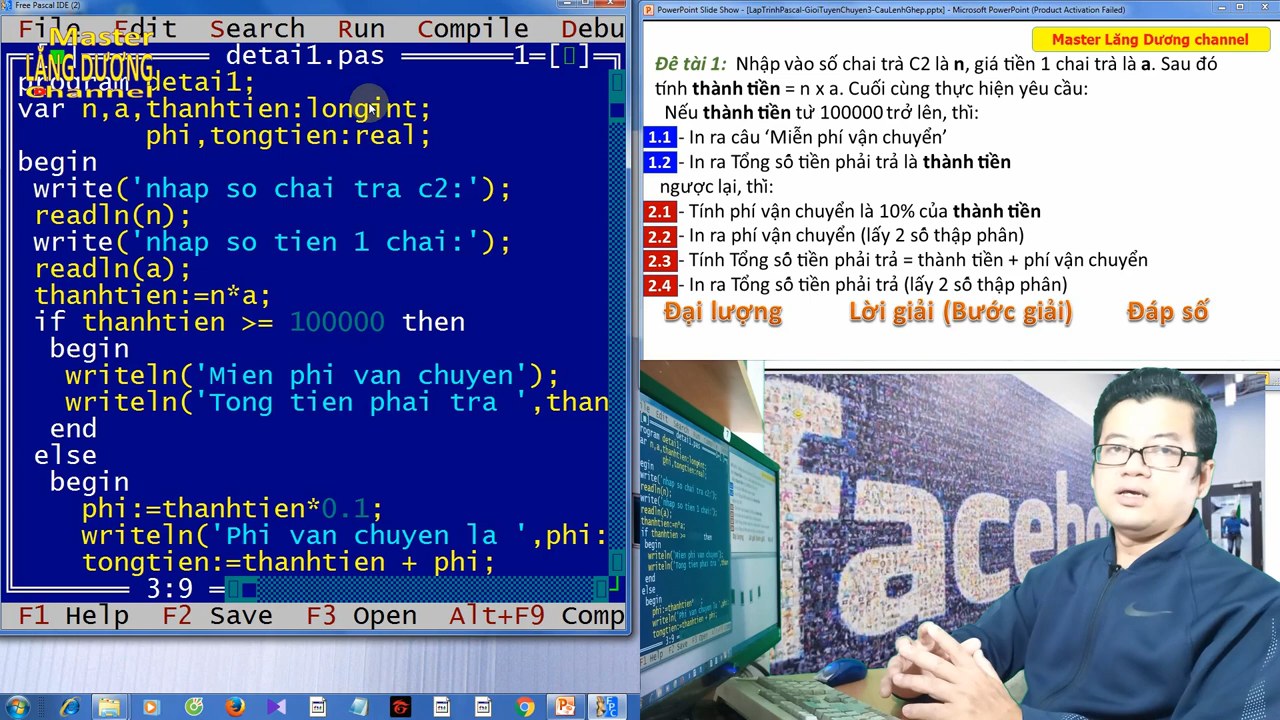 Free Pascal IDE (2)
File Edit Search Run Compile Debu
Master
LĂNG DƯƠNG
Channel
detai1.pas 1=[ ]
program detai1;
var n,a,thanhtien:longint;
phi,tongtien:real;
begin
write('nhap so chai tra c2:');
readln(n);
write('nhap so tien 1 chai:');
readln(a);
thanhtien:=n*a;
if thanhtien >= 100000 then
begin
writeln('Mien phi van chuyen');
writeln('Tong tien phai tra ',than
end
else
begin
phi:=thanhtien*0.1;
writeln('Phi van chuyen la ',phi:
tongtien:=thanhtien + phi;
3:9
F1 Help F2 Save F3 Open Alt+F9 Comp
PowerPoint Slide Show - [LapTrinhPascal-GioiTuyenChuyen3-CauLenhGhep.pptx] - Microsoft PowerPoint (Product Activation Failed)
Master Lăng Dương channel
Đề tài 1: Nhập vào số chai trà C2 là n, giá tiền 1 chai trà là a. Sau đó
tính thành tiền = n x a. Cuối cùng thực hiện yêu cầu:
Nếu thành tiền từ 100000 trở lên, thì:
1.1 - In ra câu ‘Miễn phí vận chuyển’
1.2 - In ra Tổng số tiền phải trả là thành tiền
ngược lại, thì:
2.1 - Tính phí vận chuyển là 10% của thành tiền
2.2 - In ra phí vận chuyển (lấy 2 số thập phân)
2.3 - Tính Tổng số tiền phải trả = thành tiền + phí vận chuyển
2.4 - In ra Tổng số tiền phải trả (lấy 2 số thập phân)
Đại lượng Lời giải (Bước giải) Đáp số